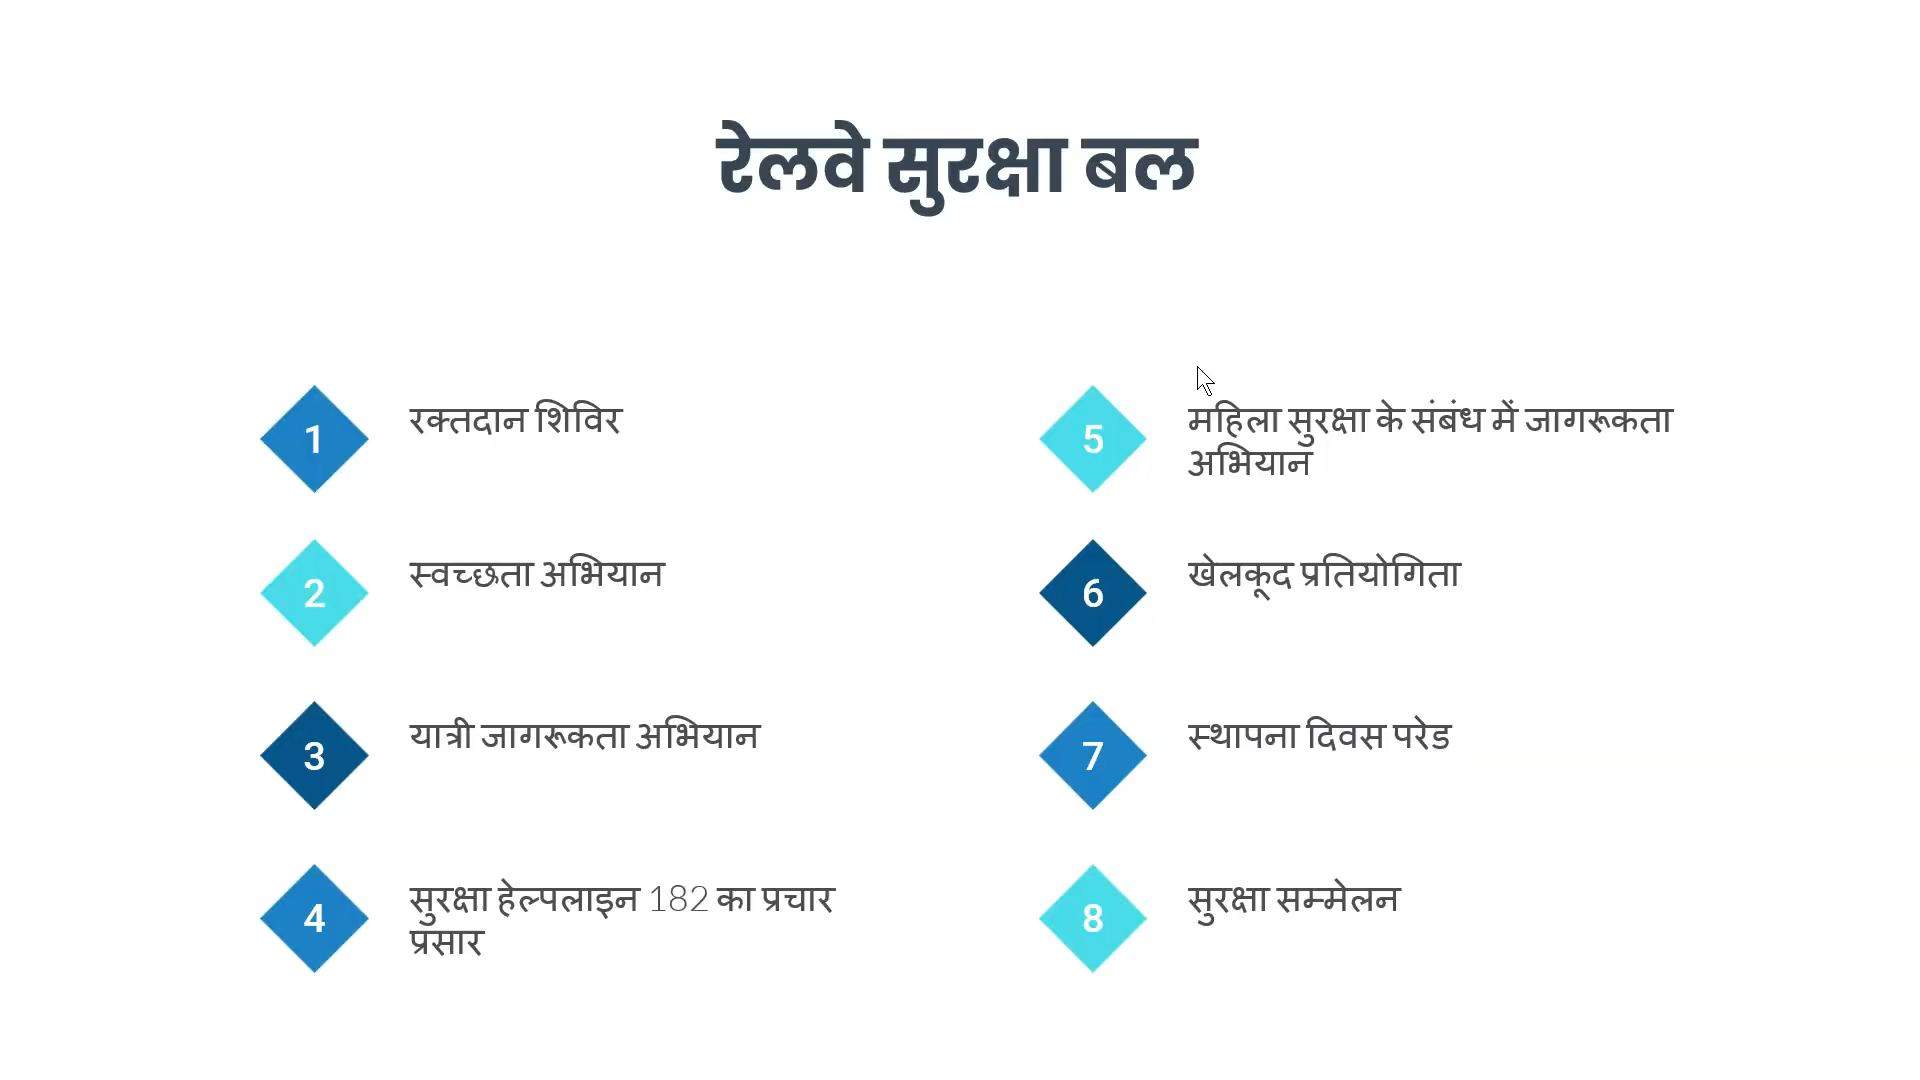 रेलवे सुरक्षा बल
1
रक्तदान शिविर
2
स्वच्छता अभियान
3
यात्री जागरूकता अभियान
4
सुरक्षा हेल्पलाइन 182 का प्रचार
प्रसार
5
महिला सुरक्षा के संबंध में जागरूकता
अभियान
6
खेलकूद प्रतियोगिता
7
स्थापना दिवस परेड
8
सुरक्षा सम्मेलन